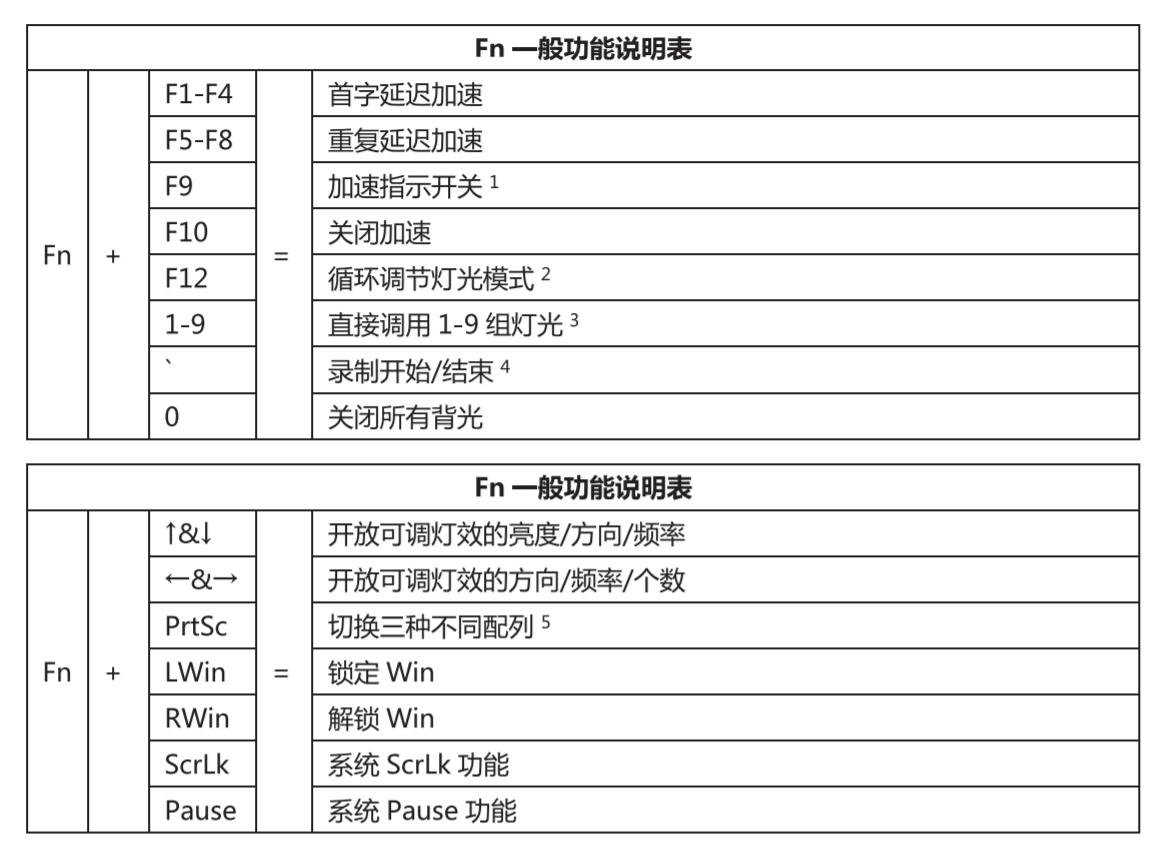 Fn 一般功能说明表
F1-F4 首字延迟加速
F5-F8 重复延迟加速
F9 加速指示开关 1
F10 关闭加速
Fn + = F12 循环调节灯光模式 2
1-9 直接调用 1-9 组灯光 3
` 录制开始/结束 4
0 关闭所有背光
Fn 一般功能说明表
↑&↓ 开放可调灯效的亮度/方向/频率
←&→ 开放可调灯效的方向/频率/个数
PrtSc 切换三种不同配列 5
Fn + LWin = 锁定 Win
RWin 解锁 Win
ScrLk 系统 ScrLk 功能
Pause 系统 Pause 功能